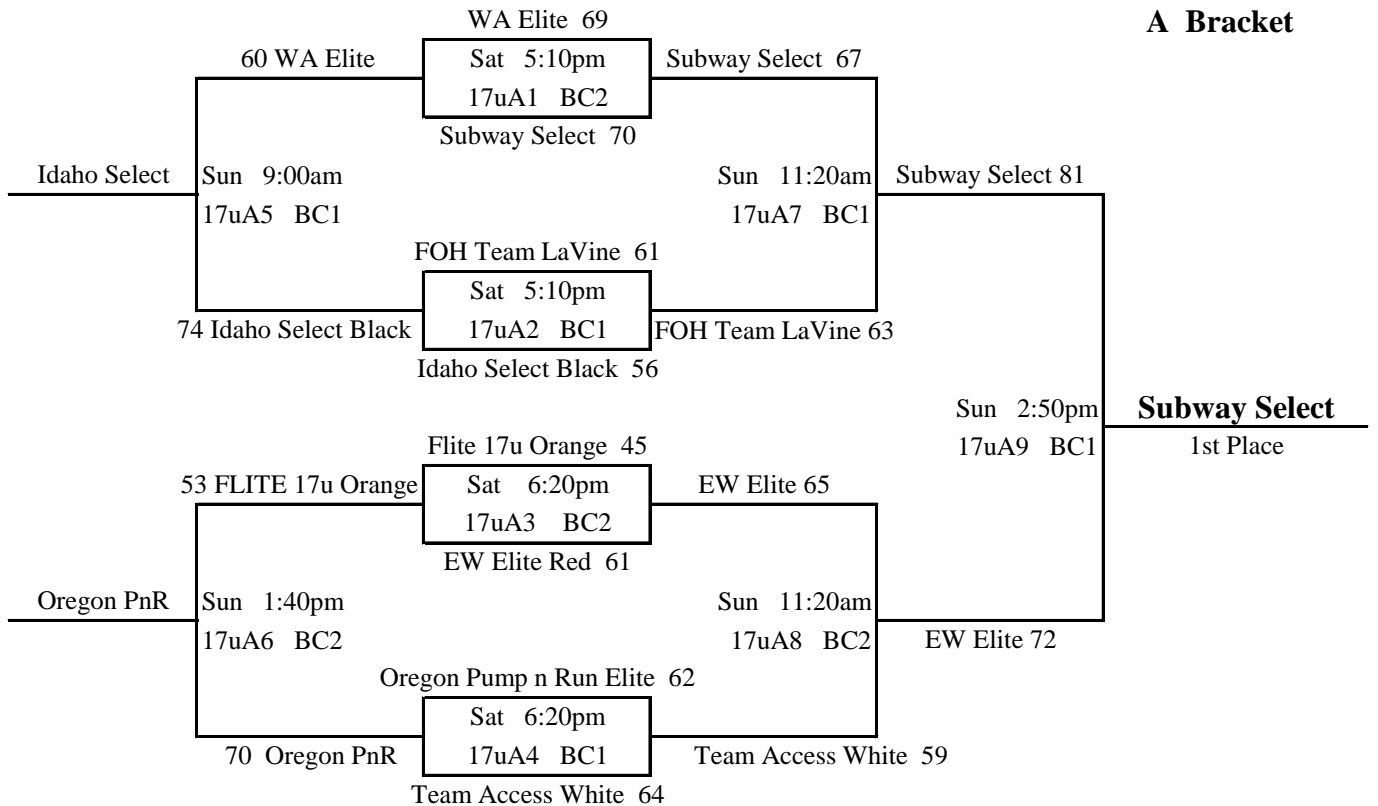 A Bracket
WA Elite 69
60 WA Elite
Sat 5:10pm
Subway Select 67
17uA1 BC2
Subway Select 70
Idaho Select
Sun 9:00am
Sun 11:20am
Subway Select 81
17uA5 BC1
17uA7 BC1
FOH Team LaVine 61
Sat 5:10pm
74 Idaho Select Black
17uA2 BC1
FOH Team LaVine 63
Idaho Select Black 56
Sun 2:50pm
Subway Select
17uA9 BC1
1st Place
Flite 17u Orange 45
53 FLITE 17u Orange
Sat 6:20pm
EW Elite 65
17uA3 BC2
EW Elite Red 61
Oregon PnR
Sun 1:40pm
Sun 11:20am
17uA6 BC2
17uA8 BC2
EW Elite 72
Oregon Pump n Run Elite 62
Sat 6:20pm
70 Oregon PnR
17uA4 BC1
Team Access White 59
Team Access White 64